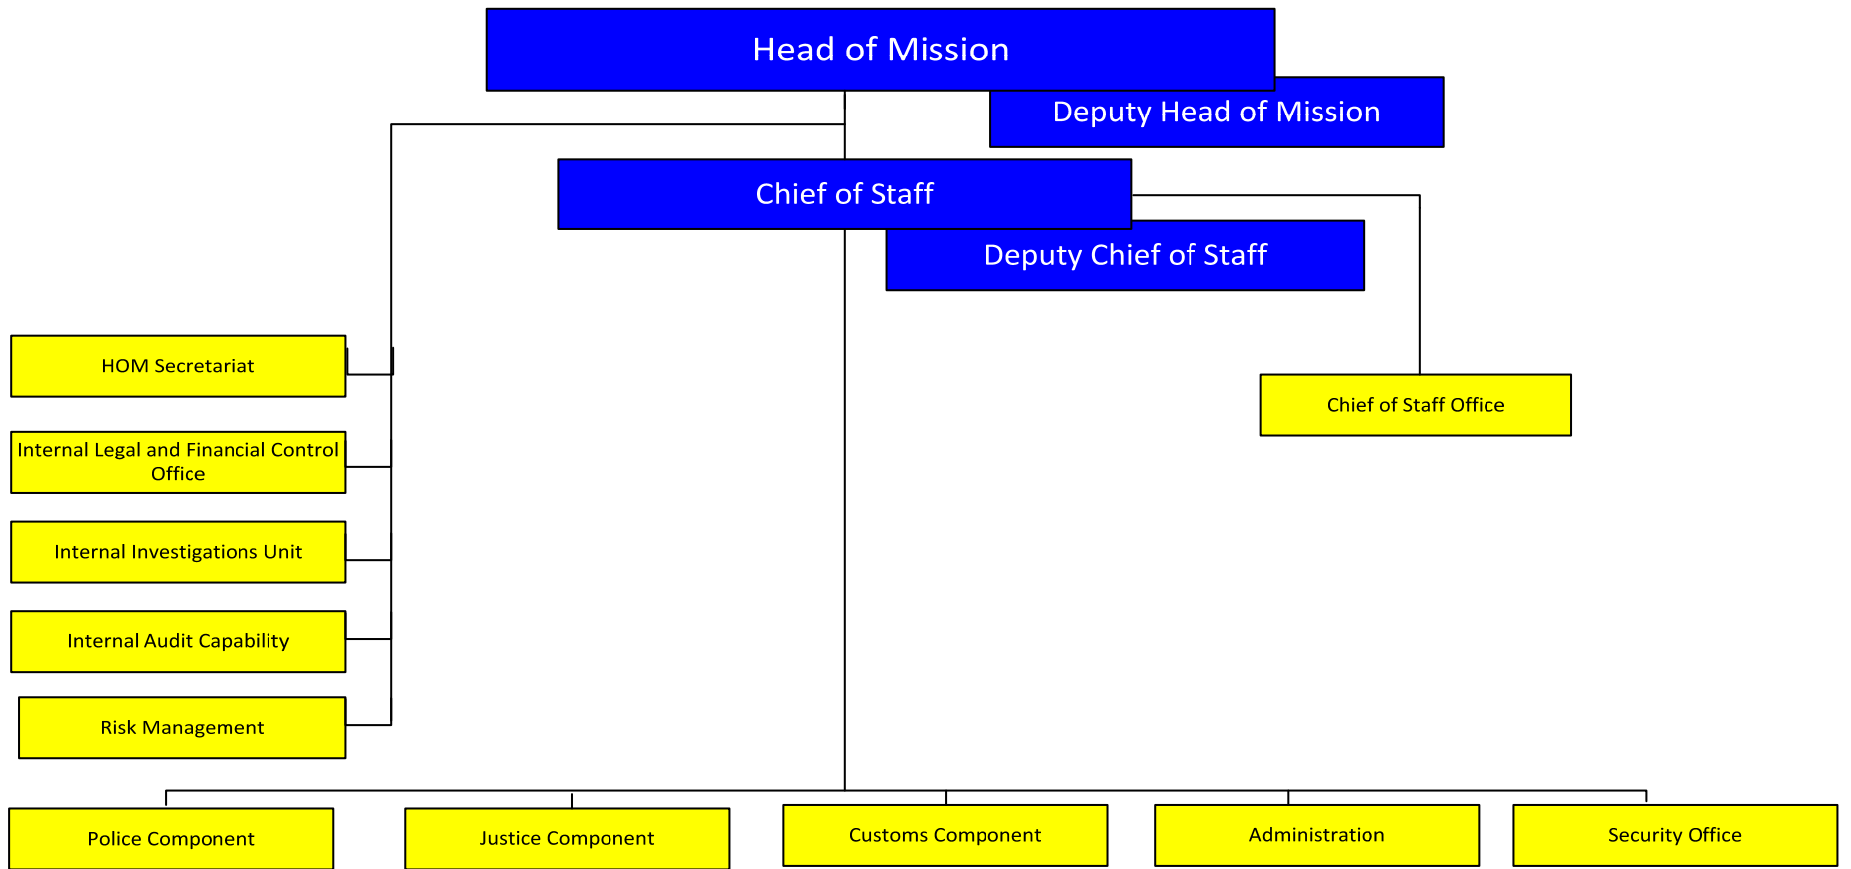 Head of Mission
Deputy Head of Mission
Chief of Staff
Deputy Chief of Staff
HOM Secretariat
Chief of Staff Office
Internal Legal and Financial Control
Office
Internal Investigations Unit
Internal Audit Capability
Risk Management
Police Component
Justice Component
Customs Component
Administration
Security Office